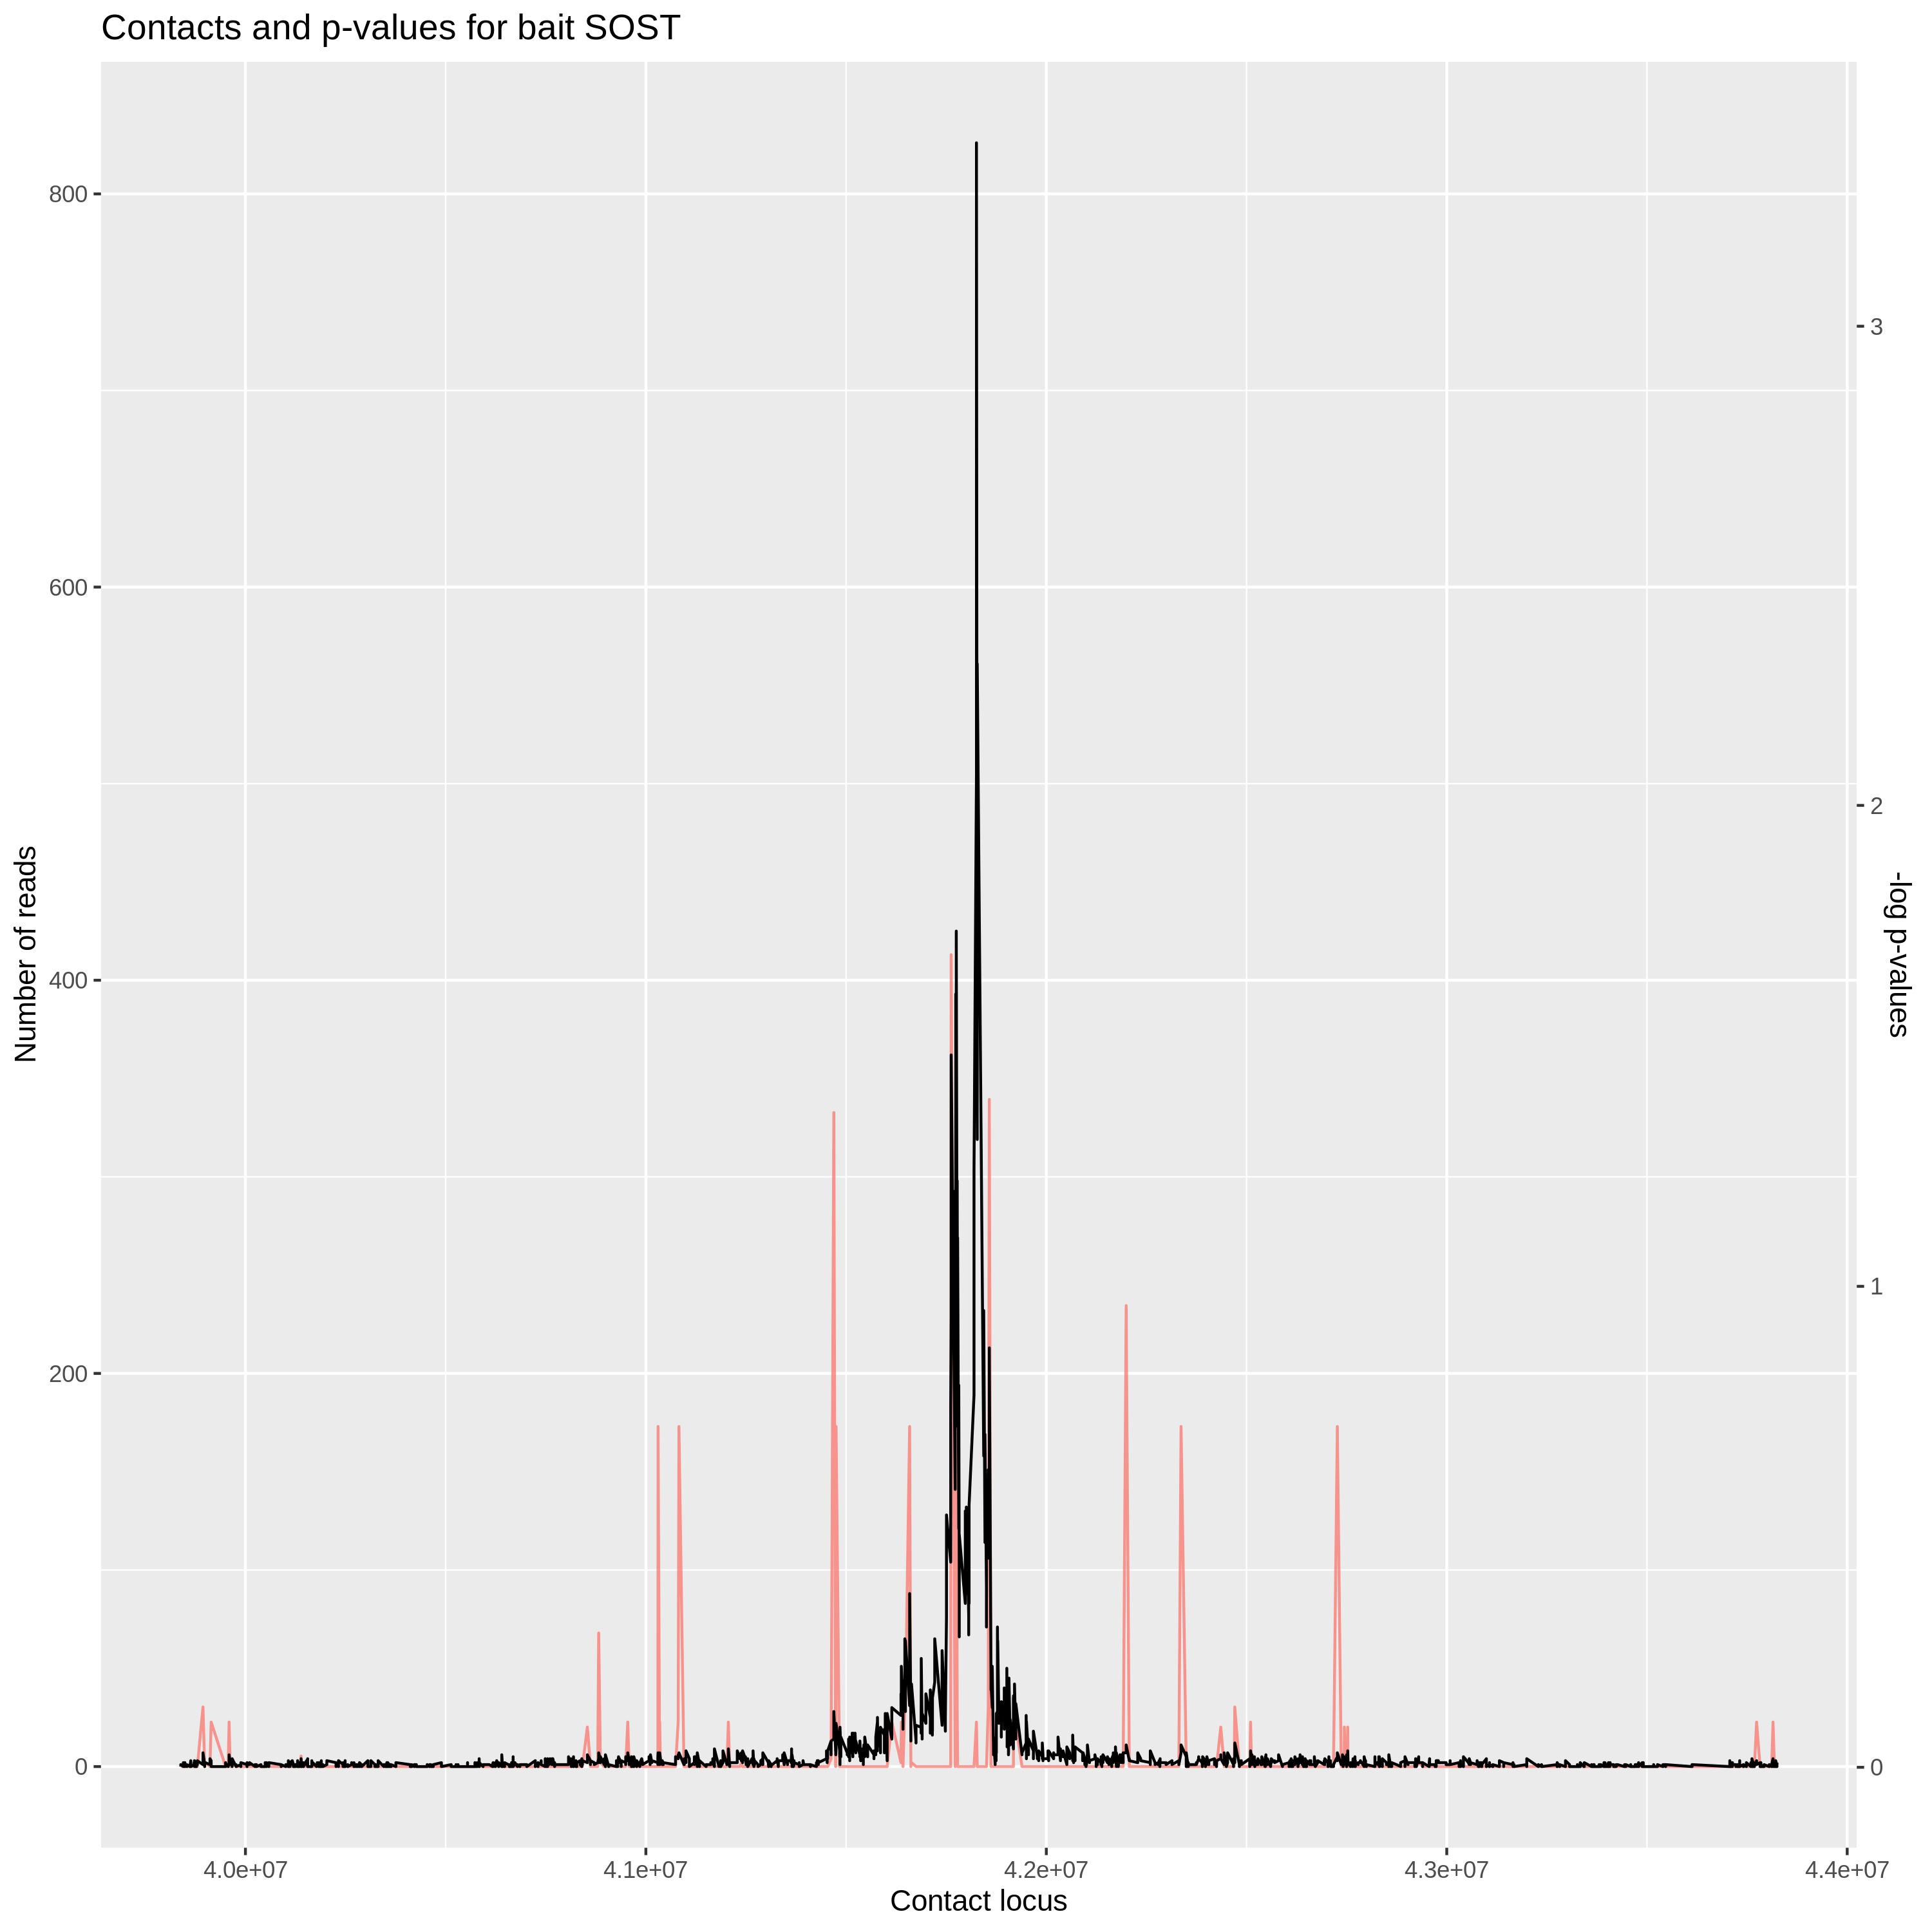 Contacts and p-values for bait SOST
800
600
400
200
0
Number of reads
3
2
1
0
-log p-values
4.0e+07
4.1e+07
4.2e+07
4.3e+07
4.4e+07
Contact locus